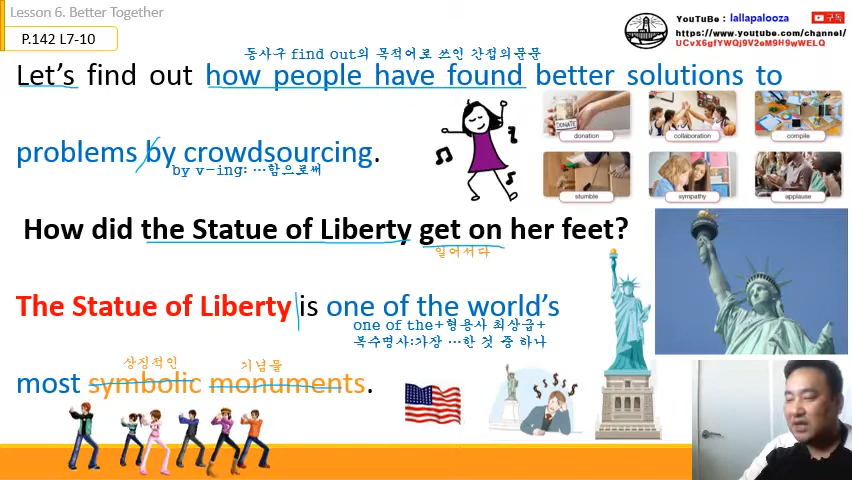 Lesson 6. Better Together
P.142 L7-10
YouTuBe : lallapalooza
구독
https://www.youtube.com/channel/
UCvX6gfYWQj9V2eM9H9wWELQ
동사구 find out의 목적어로 쓰인 간접의문문
Let's find out how people have found better solutions to
problems by crowdsourcing.
by v-ing: …함으로써
donation
collaboration
compile
stumble
sympathy
applause
DONATE
How did the Statue of Liberty get on her feet?
일어서다
The Statue of Liberty is one of the world's
one of the+형용사 최상급+
복수명사:가장 …한 것 중 하나
상징적인
기념물
most symbolic monuments.